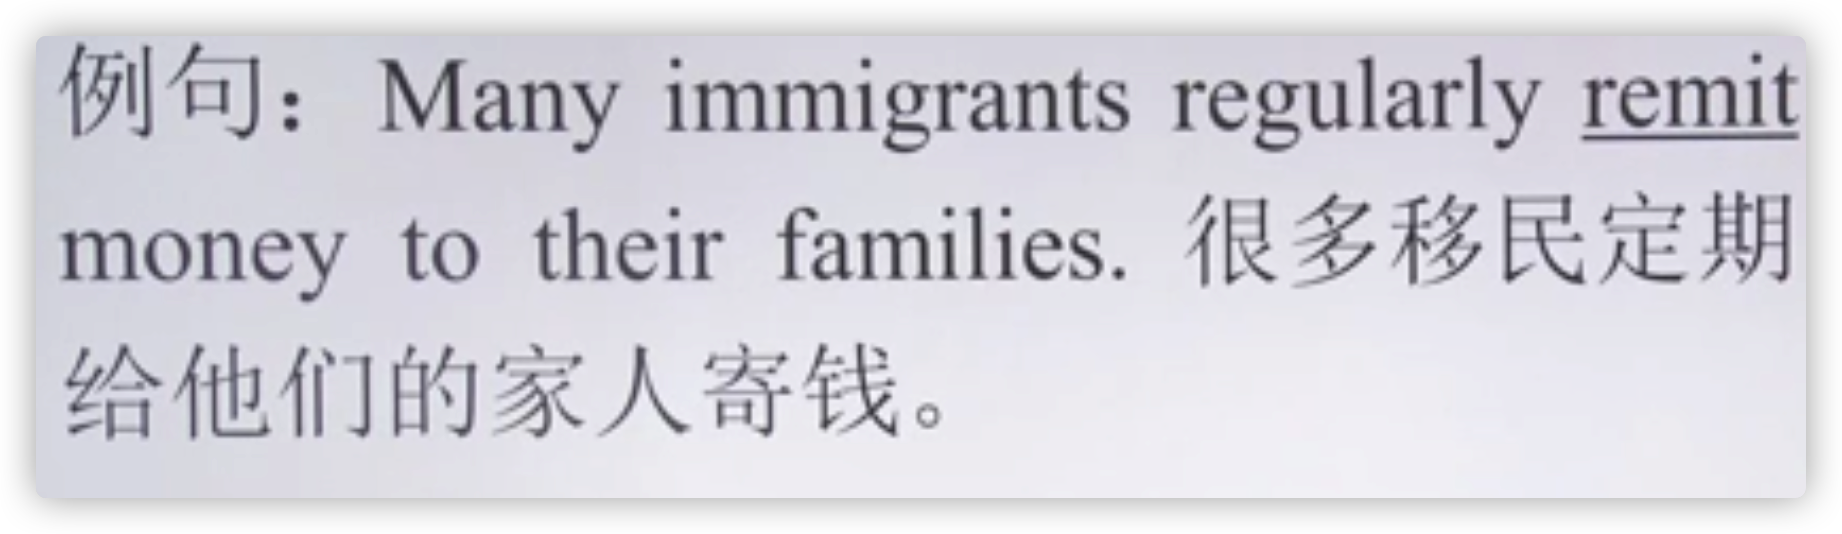 例句：Many immigrants regularly remit
money to their families. 很多移民定期
给他们的家人寄钱。